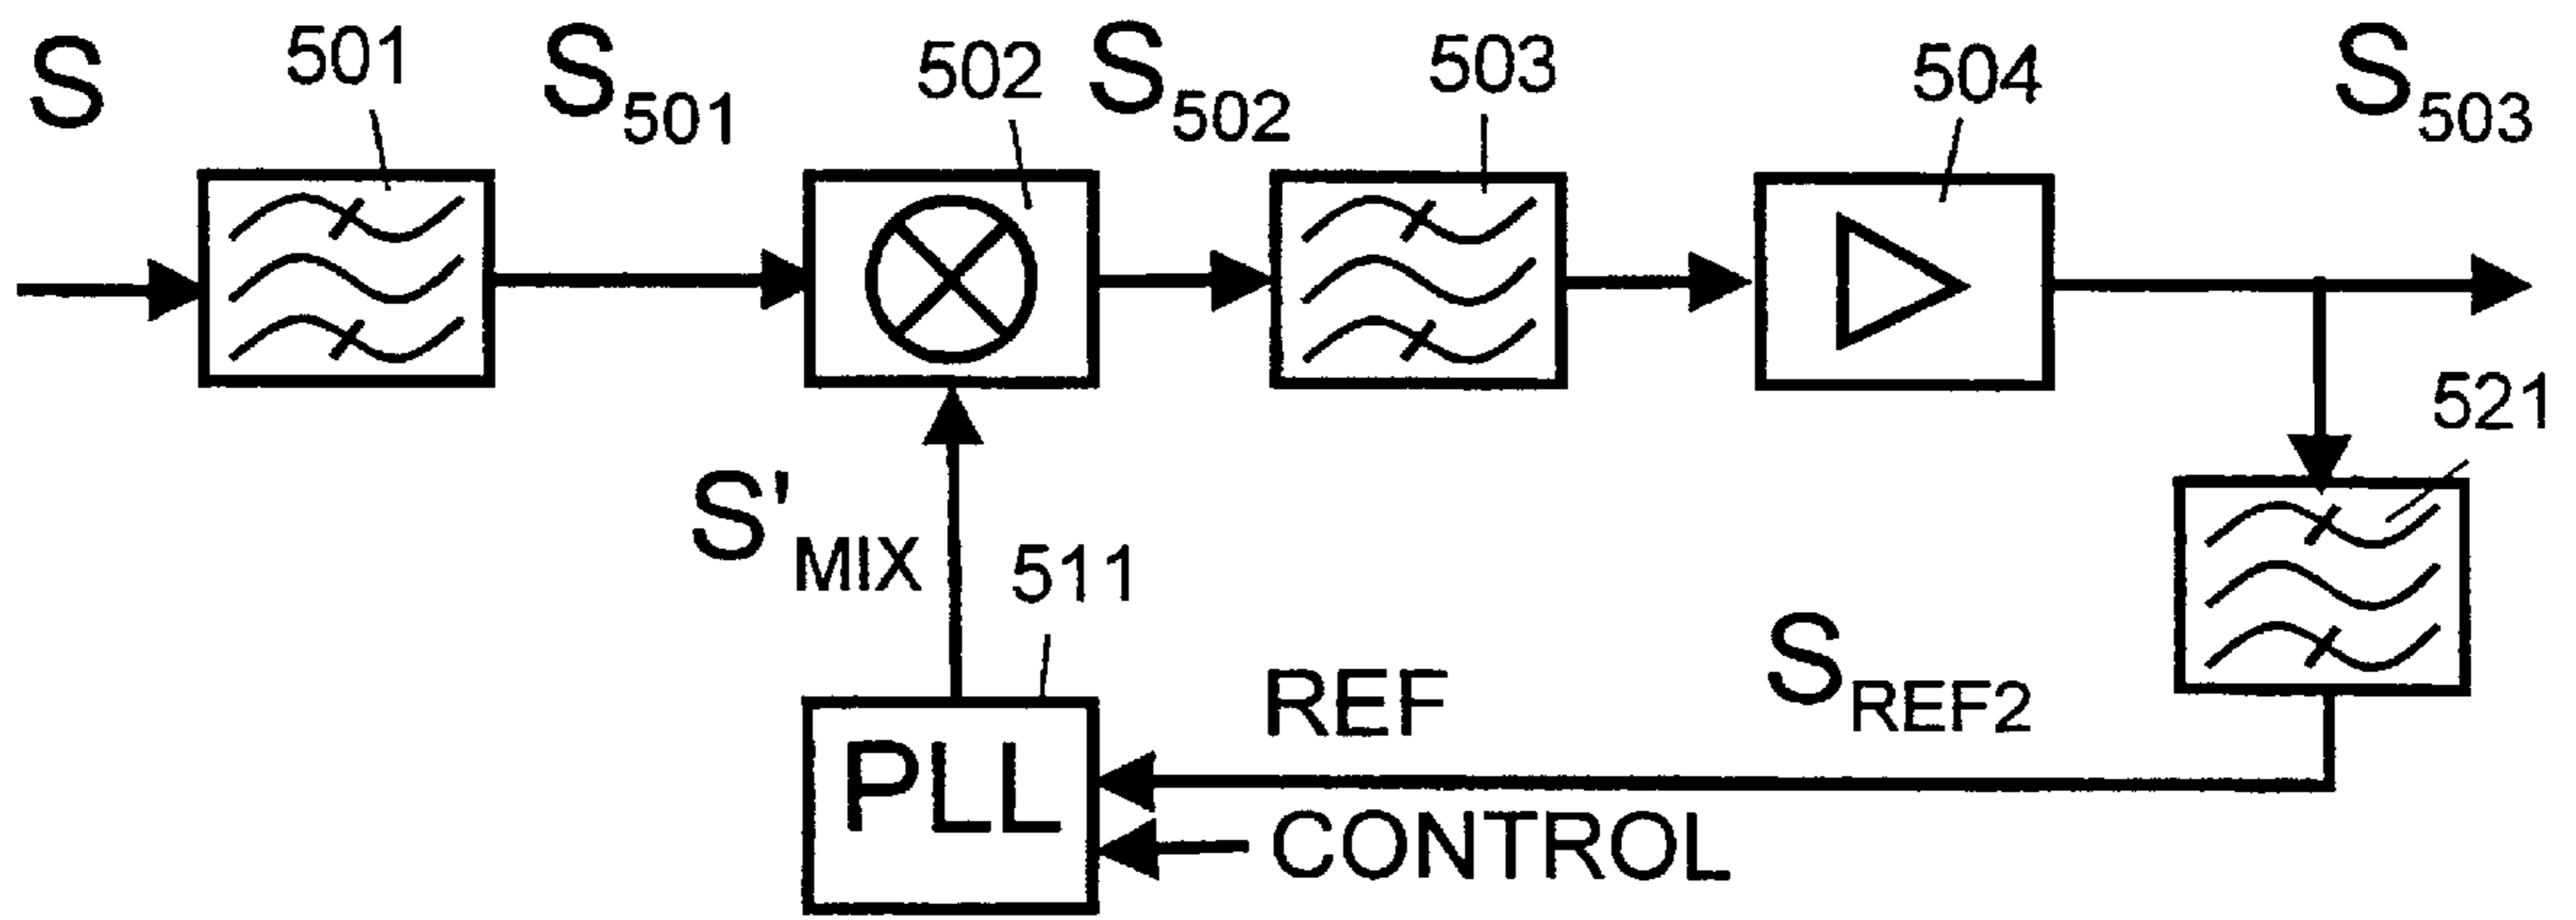 S 501 S501 502 S502 503 504 S503
521
S'MIX 511
REF SREF2
PLL
CONTROL